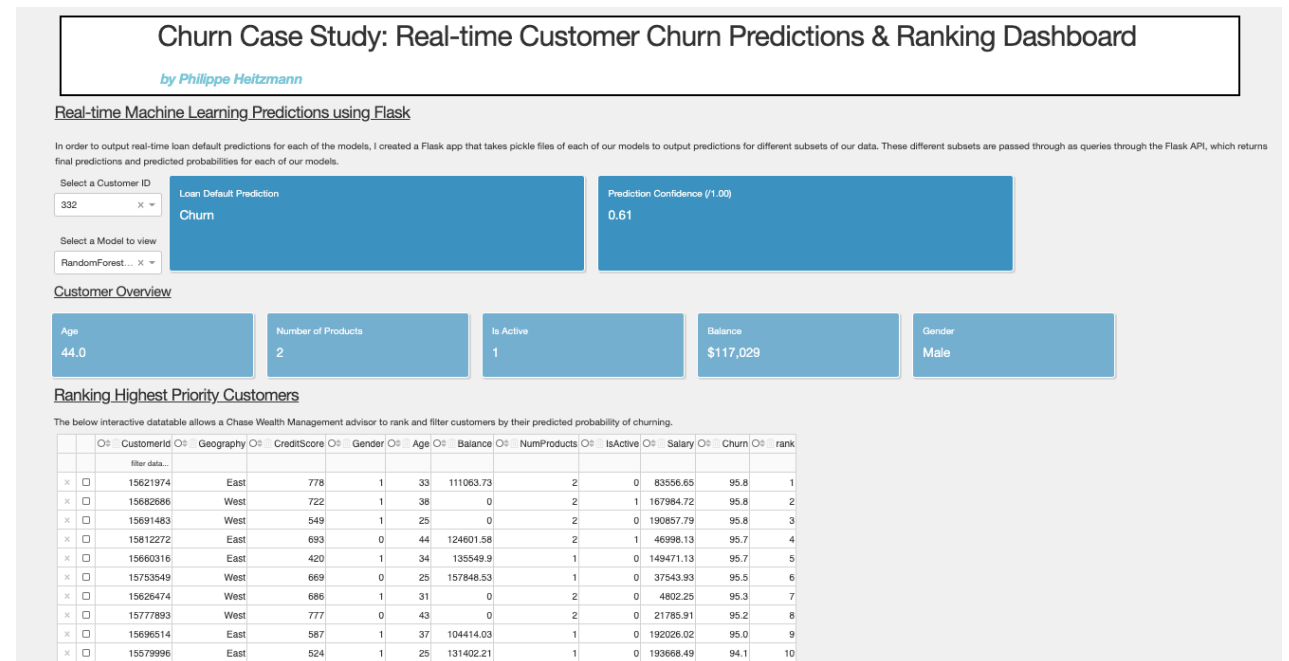 Churn Case Study: Real-time Customer Churn Predictions & Ranking Dashboard
by Philippe Heitzmann
Real-time Machine Learning Predictions using Flask
In order to output real-time loan default predictions for each of the models, I created a Flask app that takes pickle files of each of our models to output predictions for different subsets of our data. These different subsets are passed through as queries through the Flask API, which returns
final predictions and predicted probabilities for each of our models.
Select a Customer ID
332
Select a Model to view
RandomForest...
Loan Default Prediction
Churn
Prediction Confidence (/1.00)
0.61
Customer Overview
Age
44.0
Number of Products
2
Is Active
1
Balance
$117,029
Gender
Male
Ranking Highest Priority Customers
The below interactive datatable allows a Chase Wealth Management advisor to rank and filter customers by their predicted probability of churning.
CustomerId Geography CreditScore Gender Age Balance NumProducts IsActive Salary Churn rank
filter data...
15621974 East 778 1 33 111063.73 2 0 83556.65 95.8 1
15682686 West 722 1 38 0 2 1 167984.72 95.8 2
15691483 West 549 1 25 0 2 0 190857.79 95.8 3
15812272 East 693 0 44 124601.58 2 1 46998.13 95.7 4
15660316 East 420 1 34 135549.9 1 0 149471.13 95.7 5
15753549 West 669 0 25 157848.53 1 0 37543.93 95.5 6
15626474 West 686 1 31 0 2 0 4802.25 95.3 7
15777893 West 777 0 43 0 2 0 21785.91 95.2 8
15696514 East 587 1 37 104414.03 1 0 192026.02 95.0 9
15579996 East 524 1 25 131402.21 1 0 193668.49 94.1 10